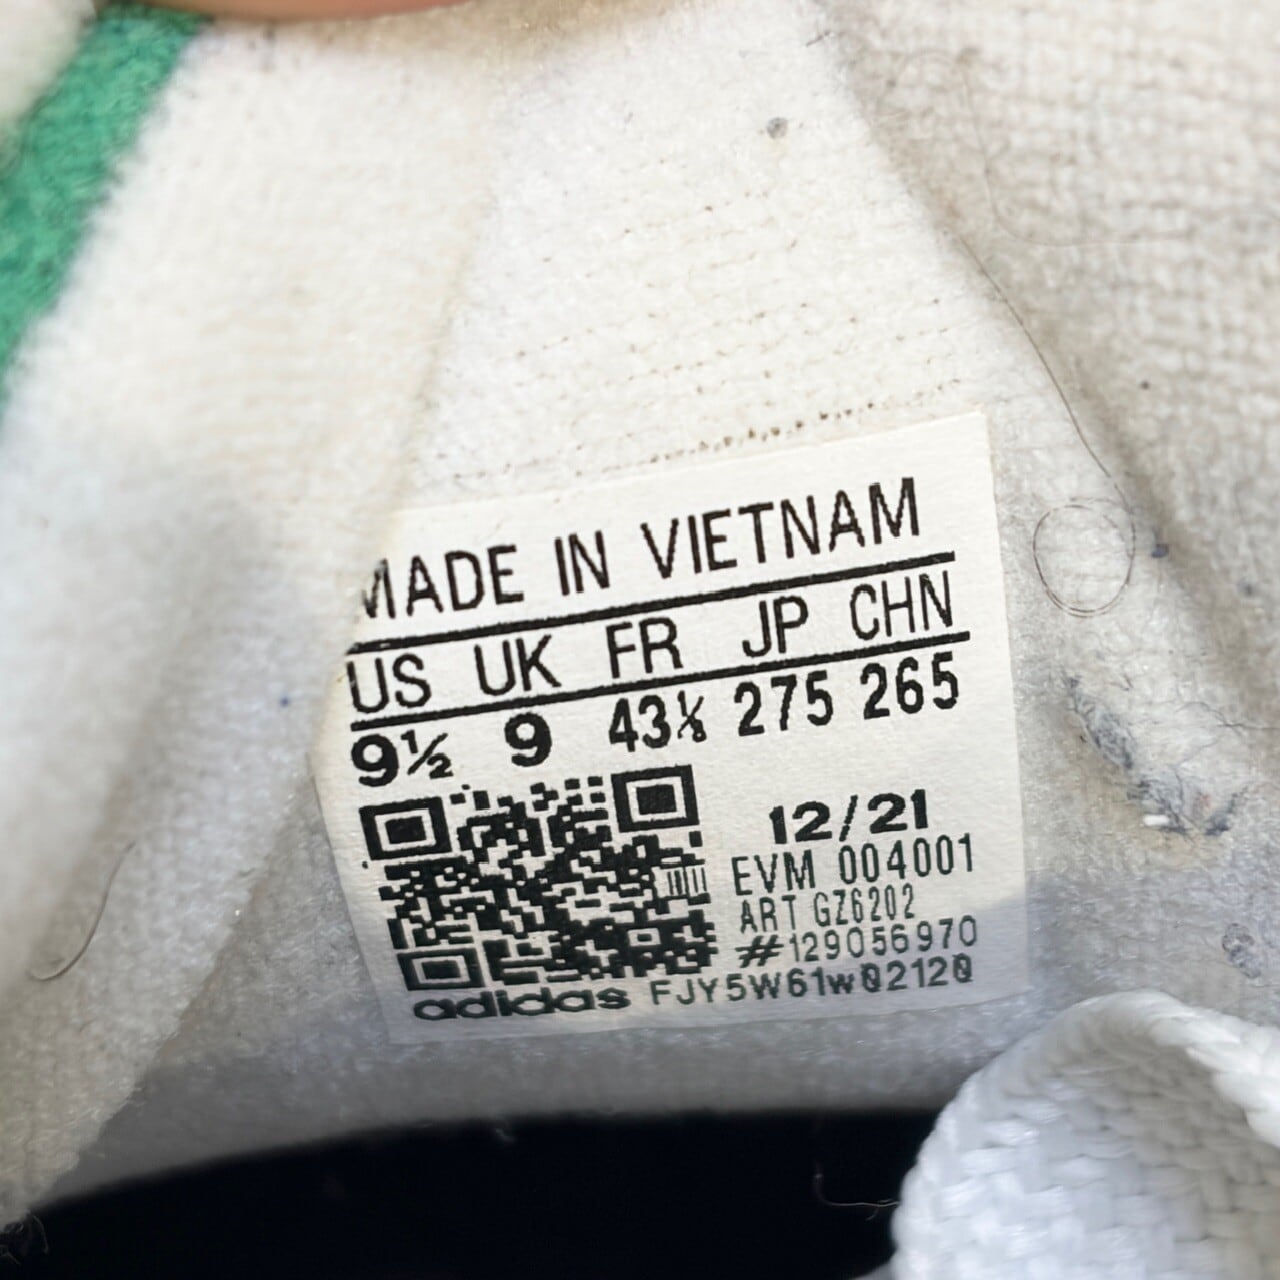 MADE IN VIETNAM
US UK FR JP CHN
9½ 9 43⅓ 275 265
12/21
EVM 004001
ART GZ6202
#129056970
adidas FJY5W61w02120